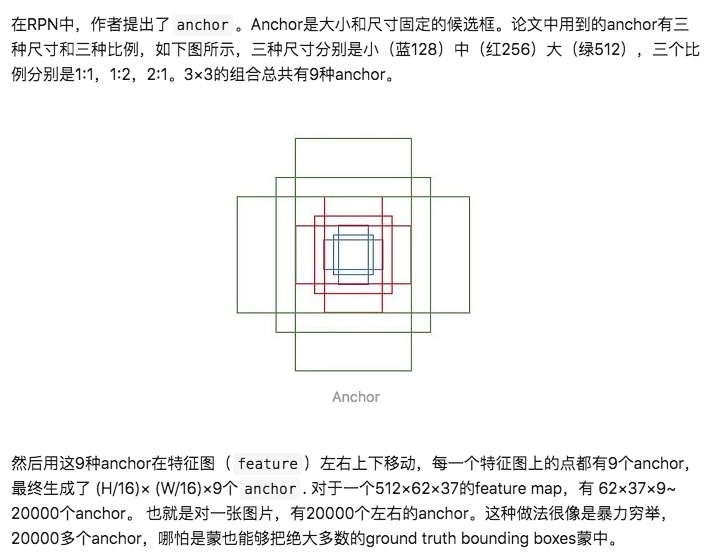 在RPN中，作者提出了 anchor 。Anchor是大小和尺寸固定的候选框。论文中用到的anchor有三
种尺寸和三种比例，如下图所示，三种尺寸分别是小（蓝128）中（红256）大（绿512），三个比
例分别是1:1，1:2，2:1。3×3的组合总共有9种anchor。
Anchor
然后用这9种anchor在特征图（ feature ）左右上下移动，每一个特征图上的点都有9个anchor，
最终生成了 (H/16)× (W/16)×9个 anchor . 对于一个512×62×37的feature map，有 62×37×9~
20000个anchor。 也就是对一张图片，有20000个左右的anchor。这种做法很像是暴力穷举，
20000多个anchor，哪怕是蒙也能够把绝大多数的ground truth bounding boxes蒙中。